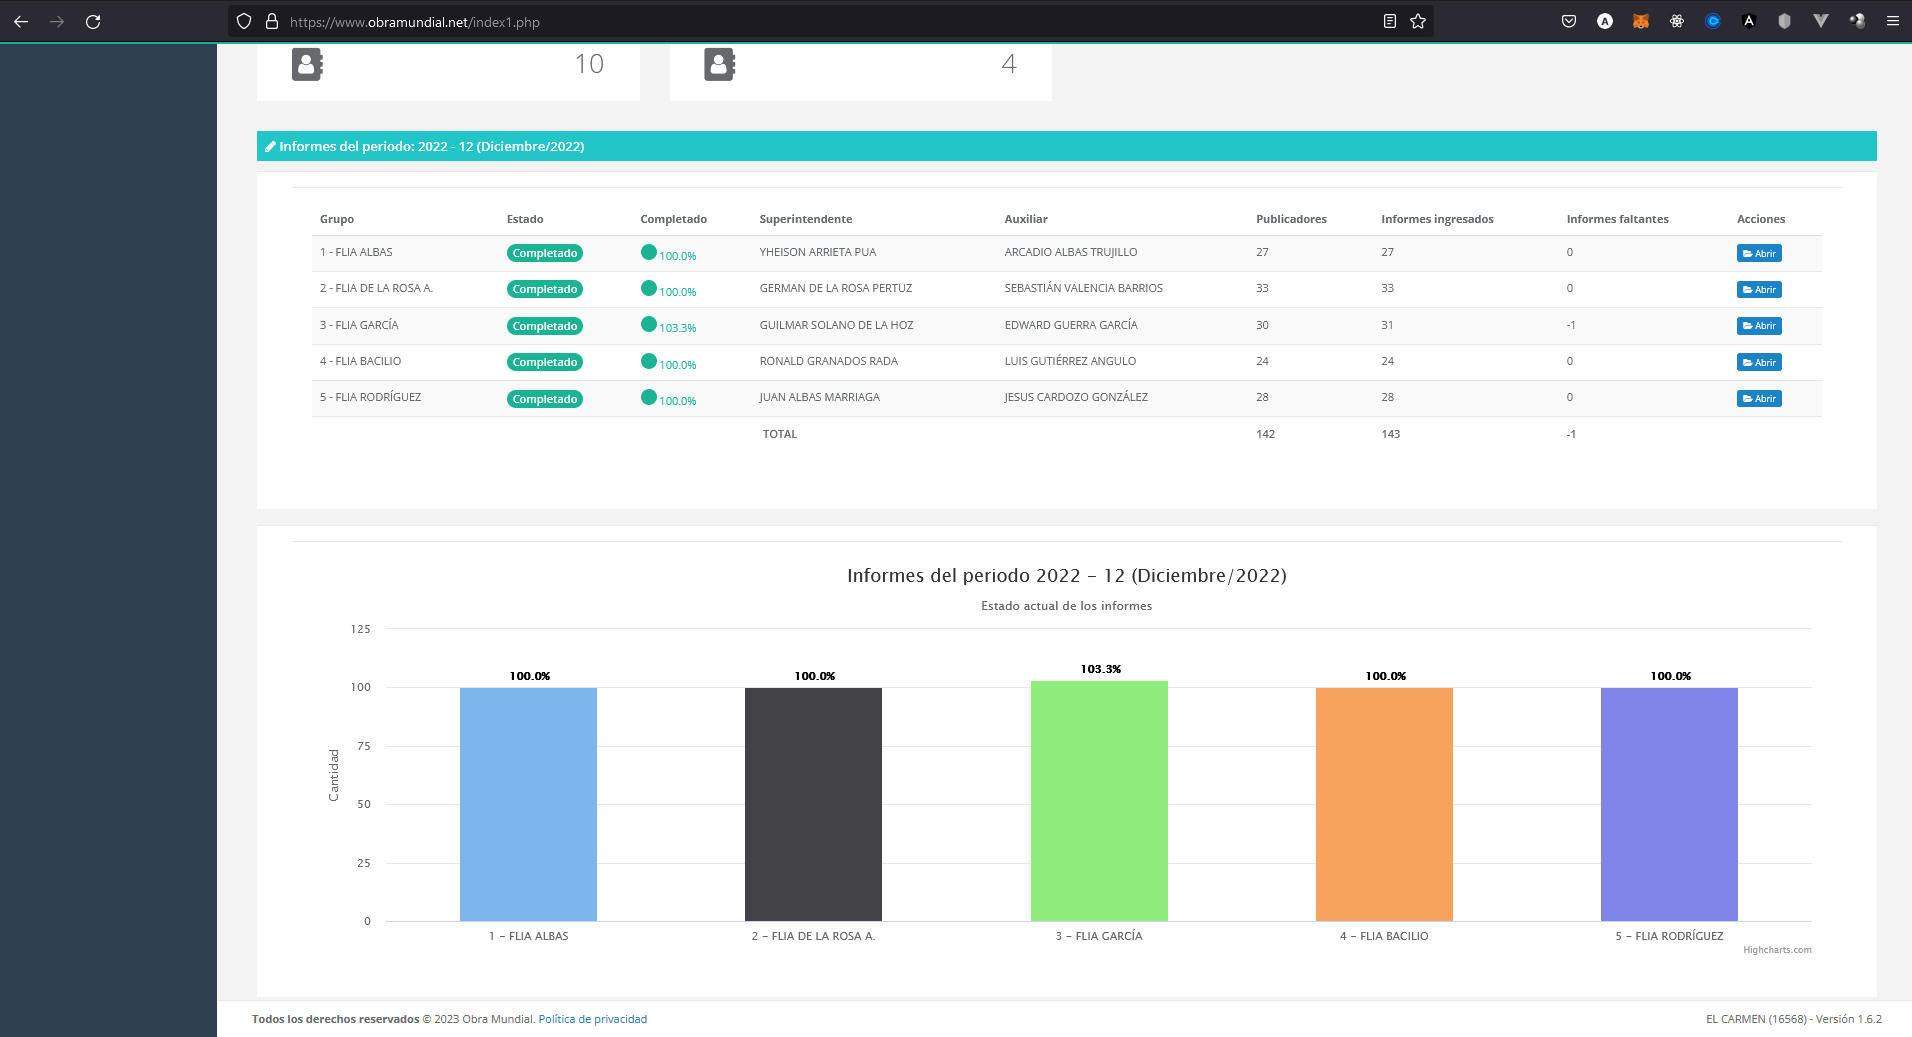 https://www.obramundial.net/index1.php
10
4
Informes del periodo: 2022 - 12 (Diciembre/2022)
Grupo Estado Completado Superintendente Auxiliar Publicadores Informes ingresados Informes faltantes Acciones
1 - FLIA ALBAS Completado 100.0% YHEISON ARRIETA PUA ARCADIO ALBAS TRUJILLO 27 27 0 Abrir
2 - FLIA DE LA ROSA A. Completado 100.0% GERMAN DE LA ROSA PERTUZ SEBASTIÁN VALENCIA BARRIOS 33 33 0 Abrir
3 - FLIA GARCÍA Completado 103.3% GUILMAR SOLANO DE LA HOZ EDWARD GUERRA GARCÍA 30 31 -1 Abrir
4 - FLIA BACILIO Completado 100.0% RONALD GRANADOS RADA LUIS GUTIÉRREZ ANGULO 24 24 0 Abrir
5 - FLIA RODRÍGUEZ Completado 100.0% JUAN ALBAS MARRIAGA JESUS CARDOZO GONZÁLEZ 28 28 0 Abrir
TOTAL 142 143 -1
Informes del periodo 2022 - 12 (Diciembre/2022)
Estado actual de los informes
Cantidad
125
100
75
50
25
0
100.0% 100.0% 103.3% 100.0% 100.0%
1 - FLIA ALBAS 2 - FLIA DE LA ROSA A. 3 - FLIA GARCÍA 4 - FLIA BACILIO 5 - FLIA RODRÍGUEZ
Highcharts.com
Todos los derechos reservados © 2023 Obra Mundial. Política de privacidad
EL CARMEN (16568) - Versión 1.6.2